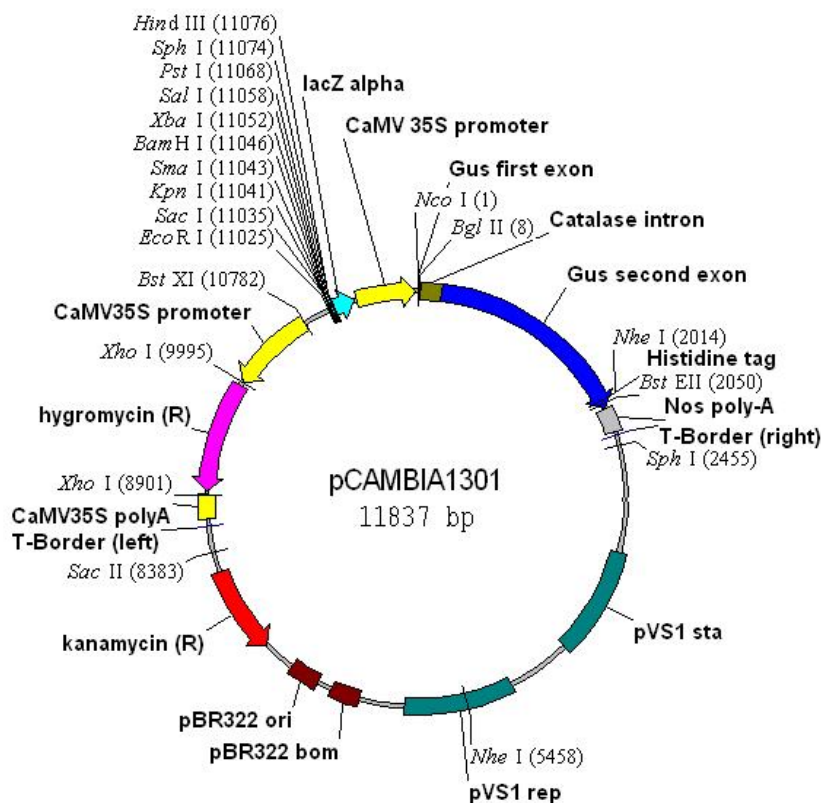 Hind III (11076)
Sph I (11074)
Pst I (11068)
Sal I (11058)
Xba I (11052)
BamH I (11046)
Sma I (11043)
Kpn I (11041)
Sac I (11035)
EcoR I (11025)
lacZ alpha
CaMV 35S promoter
Gus first exon
Nco I (1)
Bgl II (8)
Catalase intron
Gus second exon
Bst XI (10782)
CaMV35S promoter
Xho I (9995)
hygromycin (R)
Nhe I (2014)
Histidine tag
Bst EII (2050)
Nos poly-A
T-Border (right)
Sph I (2455)
pCAMBIA1301
11837 bp
Xho I (8901)
CaMV35S polyA
T-Border (left)
Sac II (8383)
kanamycin (R)
pVS1 sta
pBR322 ori
pBR322 bom
Nhe I (5458)
pVS1 rep